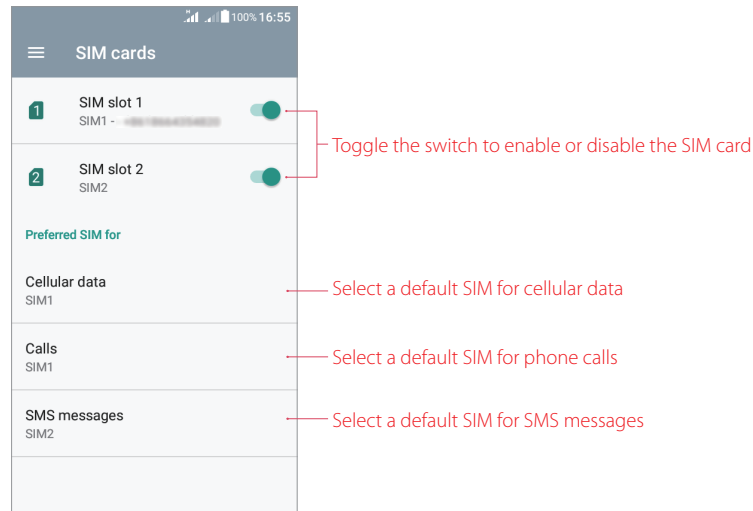 100% 16:55
SIM cards
1
SIM slot 1
SIM1 -
Toggle the switch to enable or disable the SIM card
2
SIM slot 2
SIM2
Preferred SIM for
Cellular data
SIM1
Select a default SIM for cellular data
Calls
SIM1
Select a default SIM for phone calls
SMS messages
SIM2
Select a default SIM for SMS messages